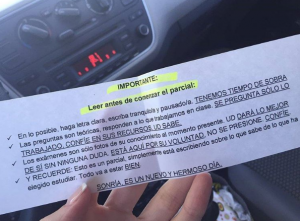 IMPORTANTE:
Leer antes de comenzar el parcial:
✓ En lo posible, haga letra clara, escriba tranquila y pausado/a. TENEMOS TIEMPO DE SOBRA
✓ Las preguntas son teóricas, responden a lo que trabajamos en clase. SE PREGUNTA SÓLO LO
TRABAJADO. CONFÍE EN SUS RECURSOS UD SABE.
✓ Los exámenes son sólo fotos de su conocimiento al momento presente. UD DARÁ LO MEJOR
DE SÍ SIN NINGUNA DUDA. ESTÁ AQUÍ POR SU VOLUNTAD. NO SE PRESIONE. CONFÍE
✓ Y RECUERDE: Esto es un parcial, simplemente está escribiendo sobre lo que sabe de lo que ha
elegido estudiar. Todo va a estar BIEN.
SONRÍA, ES UN NUEVO y HERMOSO DÍA.